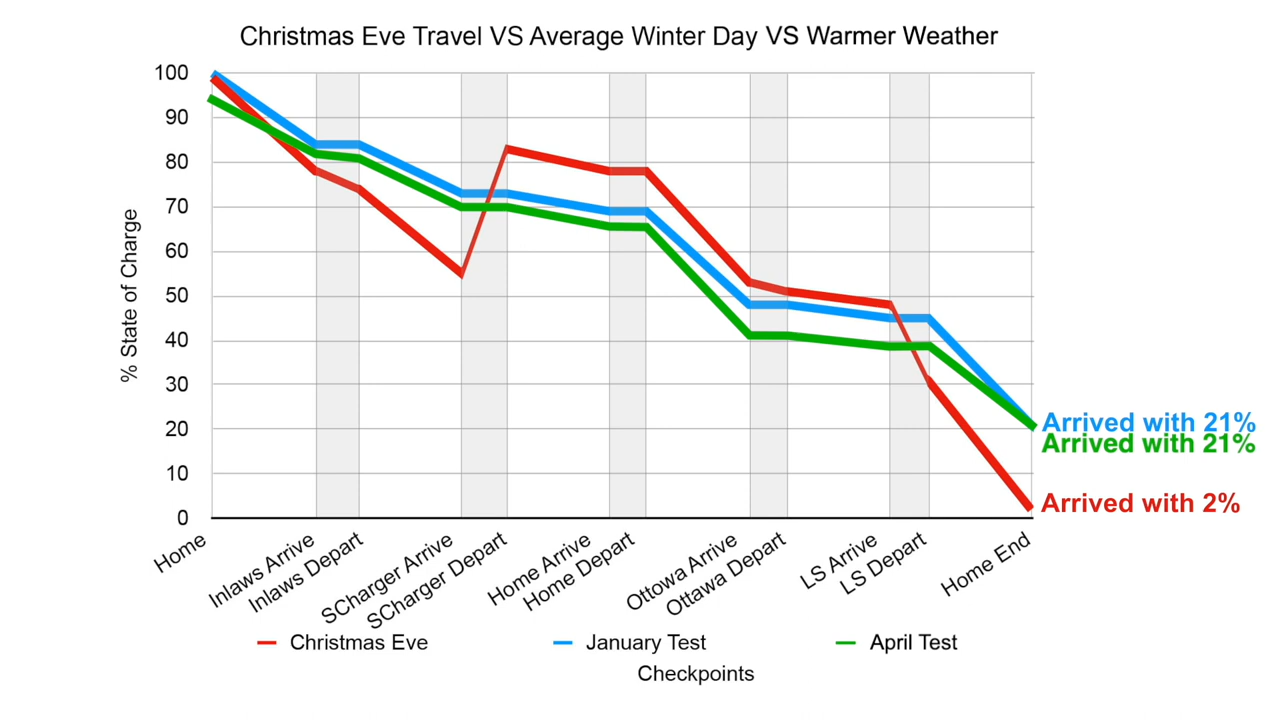 Christmas Eve Travel VS Average Winter Day VS Warmer Weather
% State of Charge
100
90
80
70
60
50
40
30
20
10
0
Arrived with 21%
Arrived with 21%
Arrived with 2%
Home
Inlaws Arrive
Inlaws Depart
SCharger Arrive
SCharger Depart
Home Arrive
Home Depart
Ottowa Arrive
Ottawa Depart
LS Arrive
LS Depart
Home End
Christmas Eve
January Test
April Test
Checkpoints